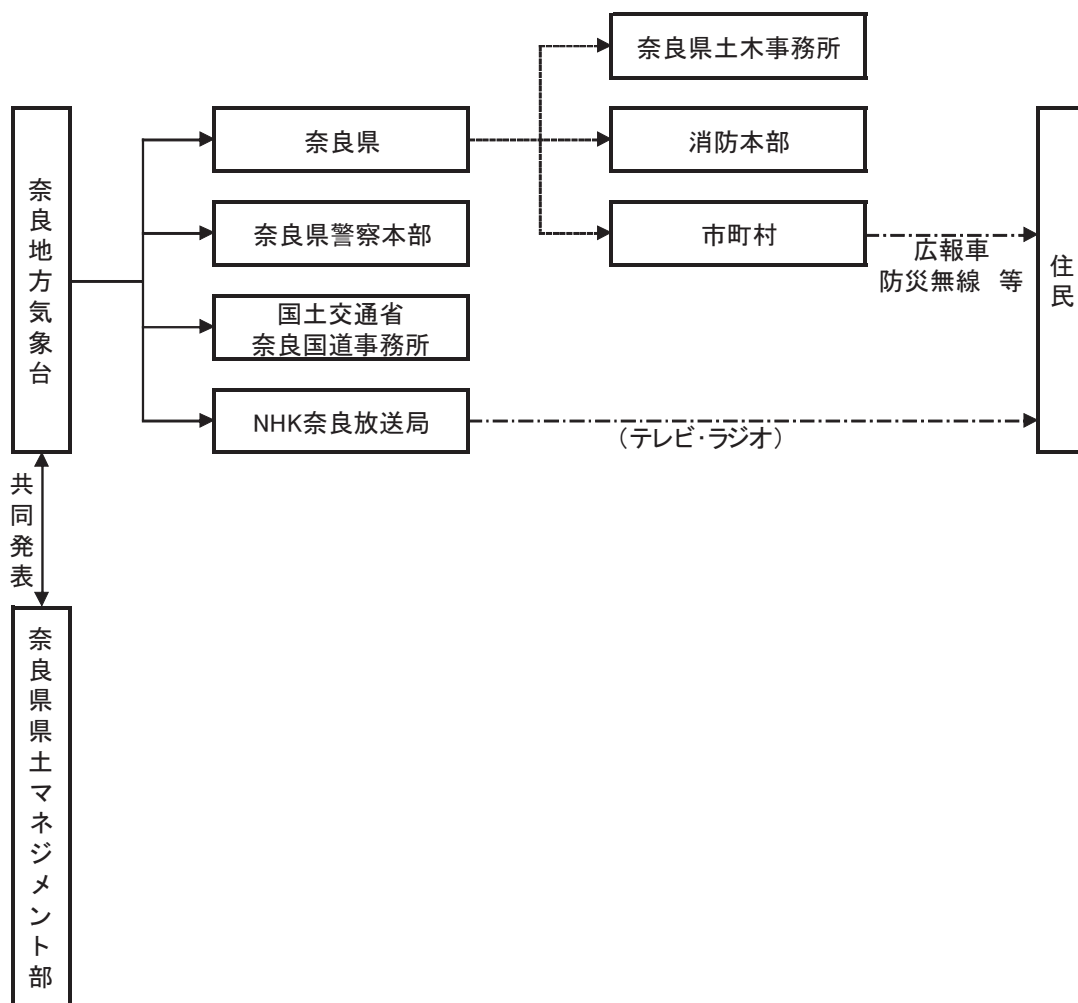 奈良県土木事務所
奈良県
消防本部
奈良地方気象台
奈良県警察本部
市町村
広報車
防災無線 等
住民
国土交通省
奈良国道事務所
NHK奈良放送局
（テレビ・ラジオ）
共同発表
奈良県県土マネジメント部